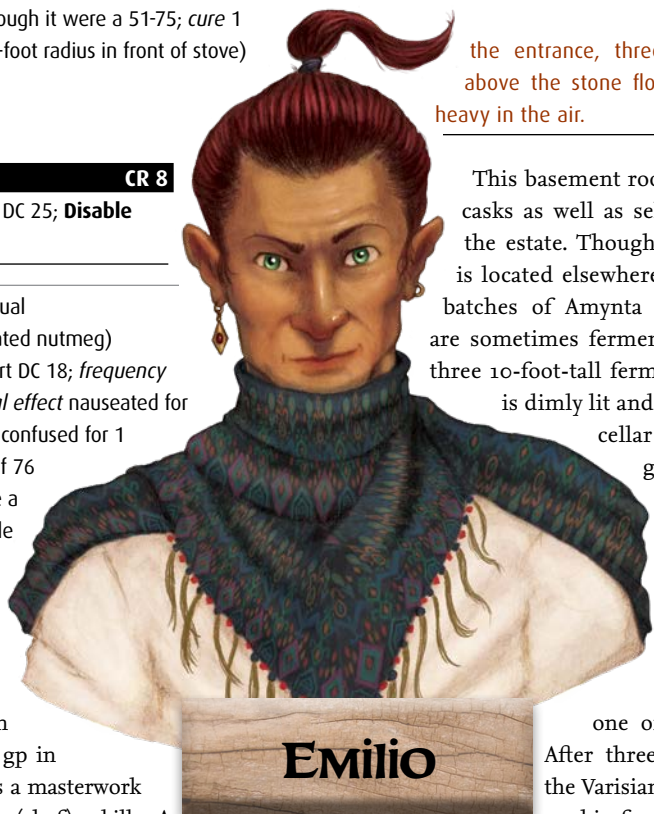 ough it were a 51-75; cure 1
-foot radius in front of stove)
CR 8
DC 25; Disable
ual
ated nutmeg)
rt DC 18; frequency
al effect nauseated for
confused for 1
f 76
e a
le
n
gp in
s a masterwork
the entrance, three
above the stone flo
heavy in the air.
This basement roo
casks as well as se
the estate. Though
is located elsewhere
batches of Amynta
are sometimes fermen
three 10-foot-tall ferm
is dimly lit and
cellar
g
one o
After three
the Varisian
EMiliO